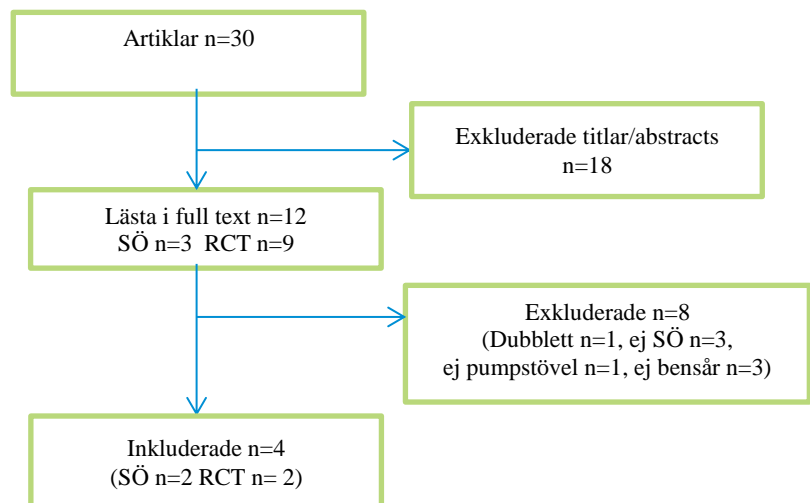 Artiklar n=30
Exkluderade titlar/abstracts
n=18
Lästa i full text n=12
SÖ n=3  RCT n=9
Exkluderade n=8
(Dubblett n=1, ej SÖ n=3,
ej pumpstövel n=1, ej bensår n=3)
Inkluderade n=4
(SÖ n=2 RCT n= 2)